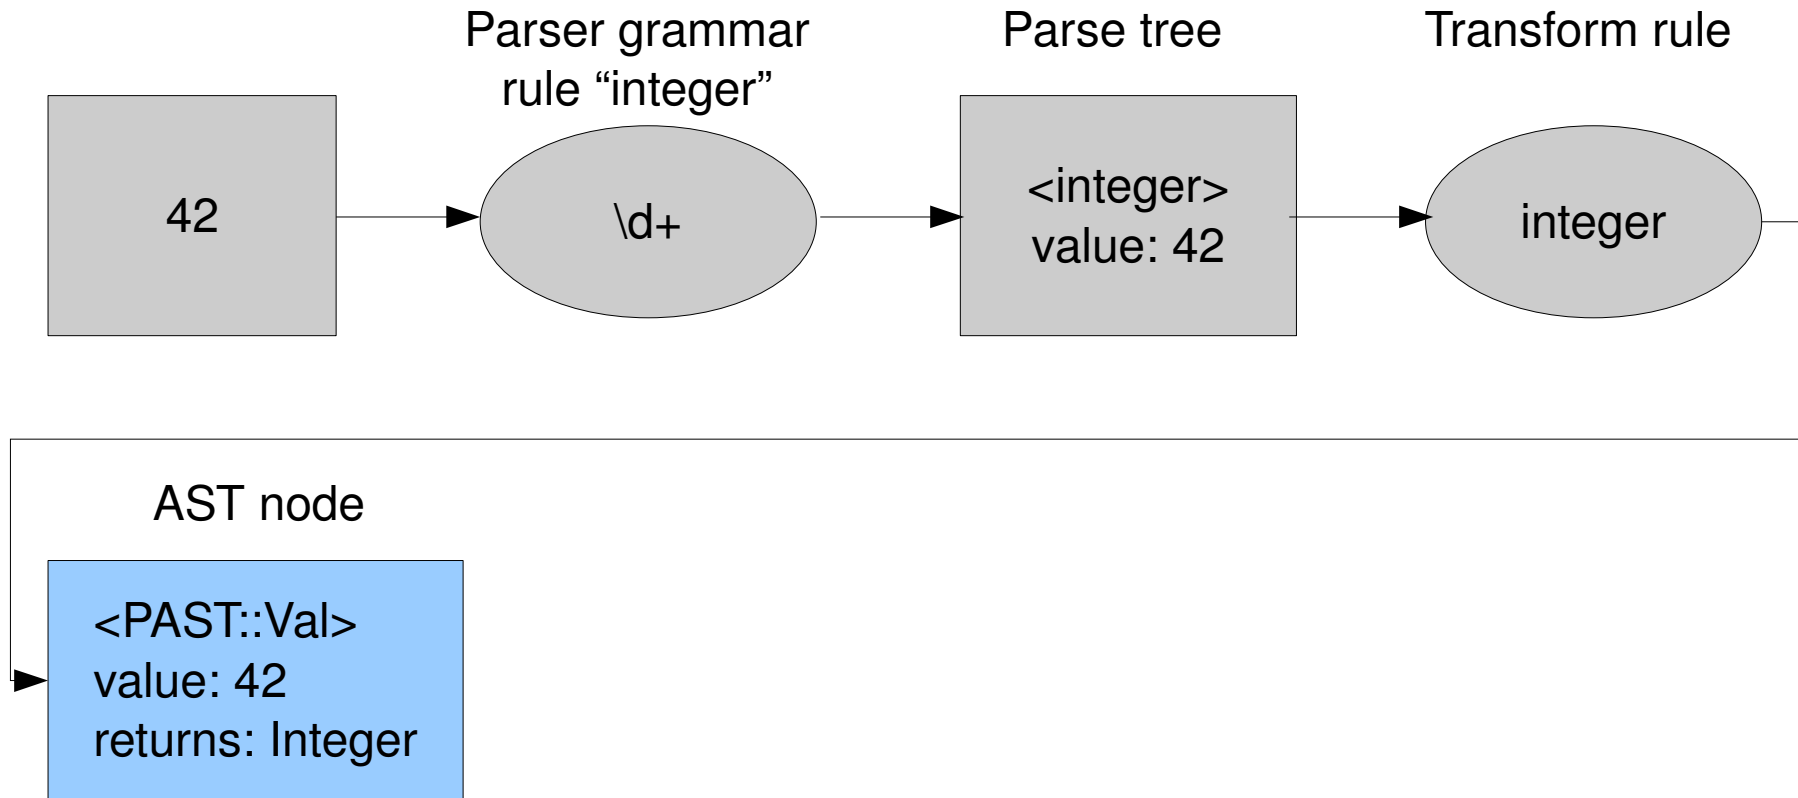 Parser grammar
rule “integer”
Parse tree
Transform rule
42
\d+
<integer>
value: 42
integer
AST node
<PAST::Val>
value: 42
returns: Integer